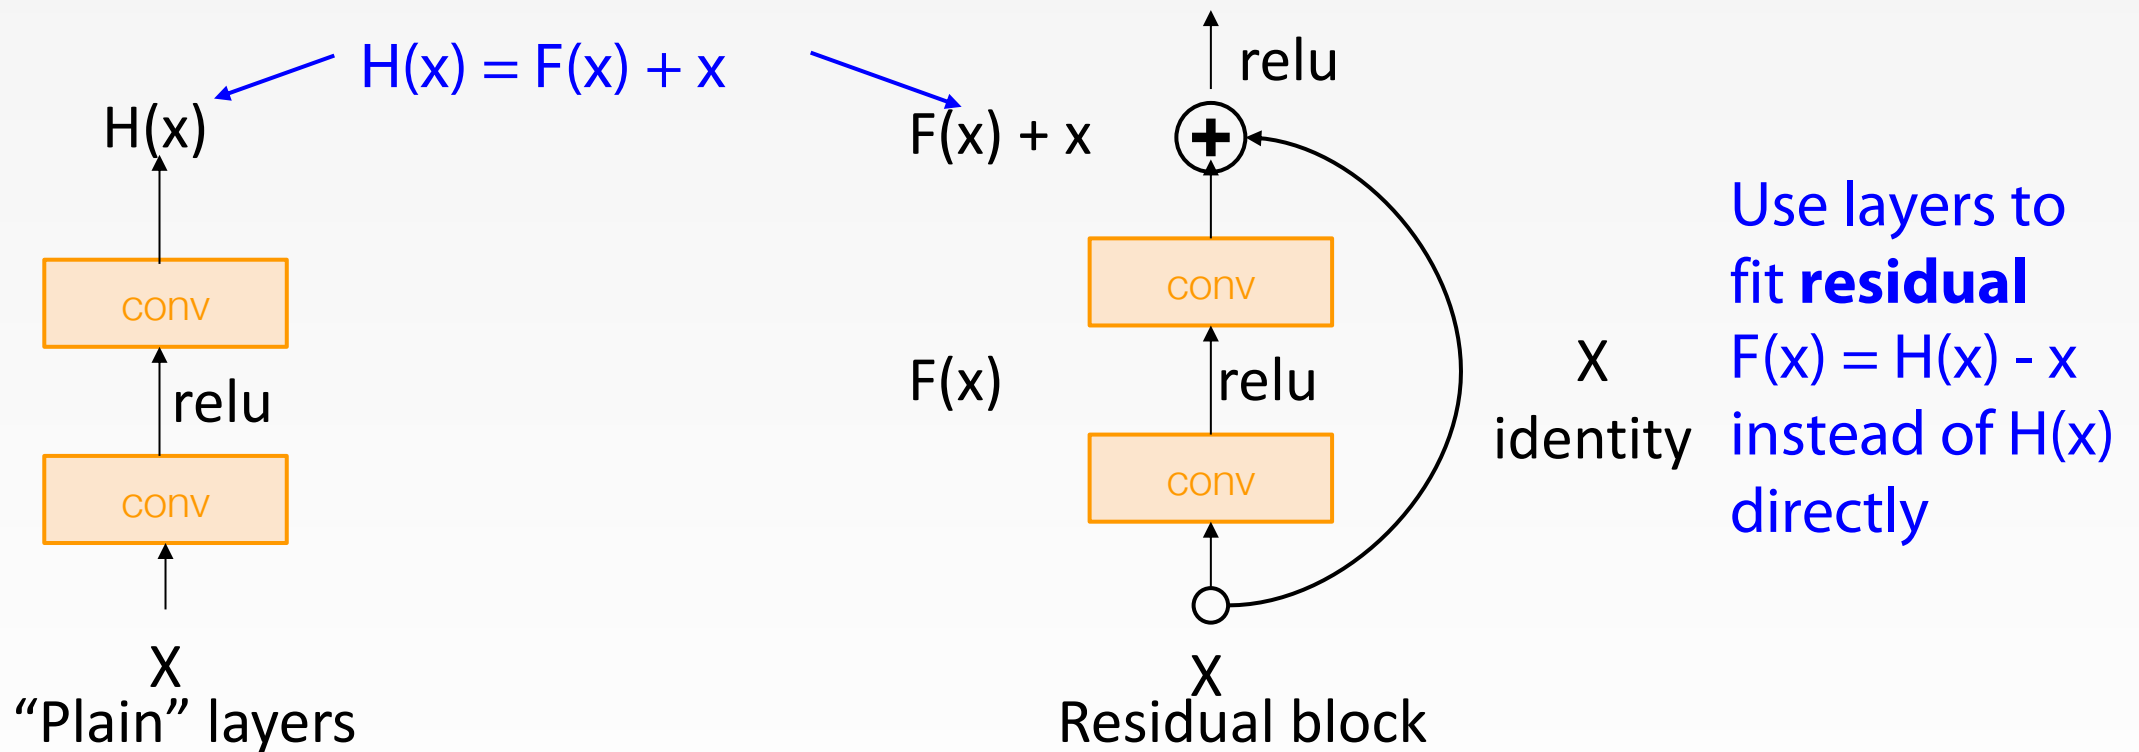 H(x) = F(x) + x
H(x)
conv
relu
conv
X
“Plain” layers
relu
F(x) + x
conv
F(x)
relu
conv
X
Residual block
X
identity
Use layers to
fit residual
F(x) = H(x) - x
instead of H(x)
directly